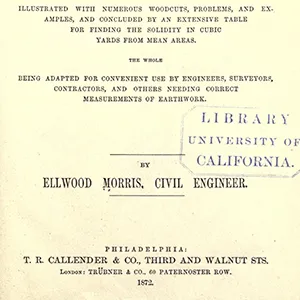 ILLUSTRATED WITH NUMEROUS WOODCUTS, PROBLEMS, AND EX-
AMPLES, AND CONCLUDED BY AN EXTENSIVE TABLE
FOR FINDING THE SOLIDITY IN CUBIC
YARDS FROM MEAN AREAS.
THE WHOLE
BEING ADAPTED FOR CONVENIENT USE BY ENGINEERS, SURVEYORS,
CONTRACTORS, AND OTHERS NEEDING CORRECT
MEASUREMENTS OF EARTHWORK.
LIBRARY
UNIVERSITY OF
CALIFORNIA.
BY
ELLWOOD MORRIS, CIVIL ENGINEER.
PHILADELPHIA:
T. R. CALLENDER & CO., THIRD AND WALNUT STS.
LONDON: TRÜBNER & CO., 60 PATERNOSTER ROW.
1872.